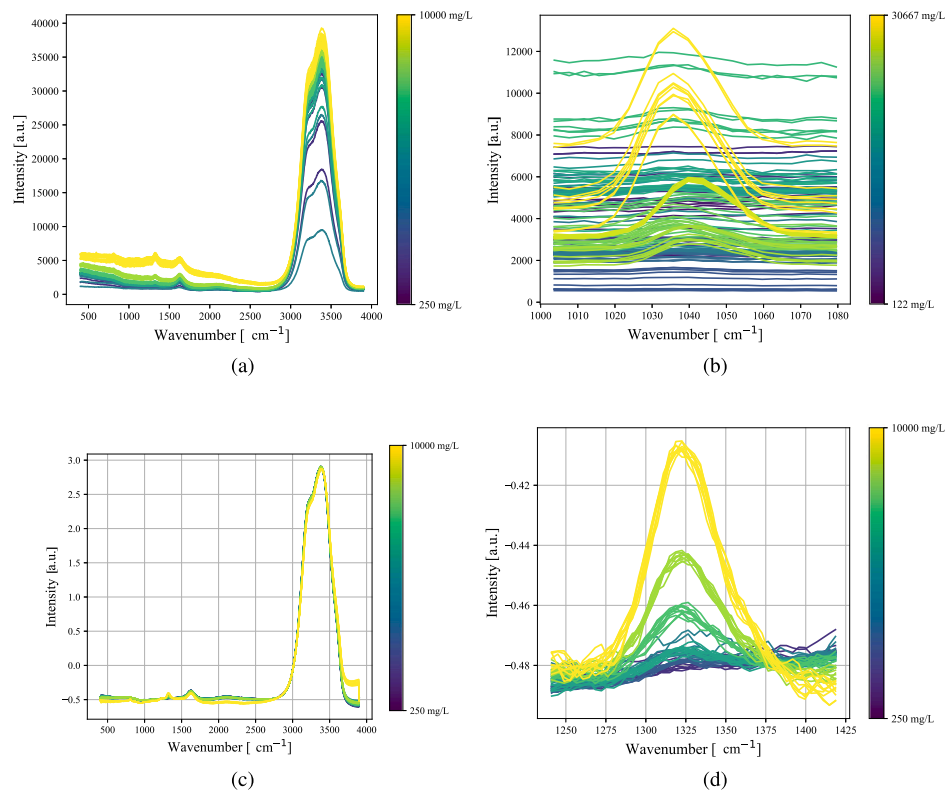 40000
35000
30000
25000
20000
15000
10000
5000
0
Intensity [a.u.]
500 1000 1500 2000 2500 3000 3500 4000
Wavenumber [ cm⁻¹]
10000 mg/L
250 mg/L
(a)
12000
10000
8000
6000
4000
2000
0
Intensity [a.u.]
1000 1010 1020 1030 1040 1050 1060 1070 1080
Wavenumber [ cm⁻¹]
30667 mg/L
122 mg/L
(b)
3.0
2.5
2.0
1.5
1.0
0.5
0.0
−0.5
Intensity [a.u.]
500 1000 1500 2000 2500 3000 3500 4000
Wavenumber [ cm⁻¹]
10000 mg/L
250 mg/L
(c)
−0.42
−0.44
−0.46
−0.48
Intensity [a.u.]
1250 1275 1300 1325 1350 1375 1400 1425
Wavenumber [ cm⁻¹]
10000 mg/L
250 mg/L
(d)